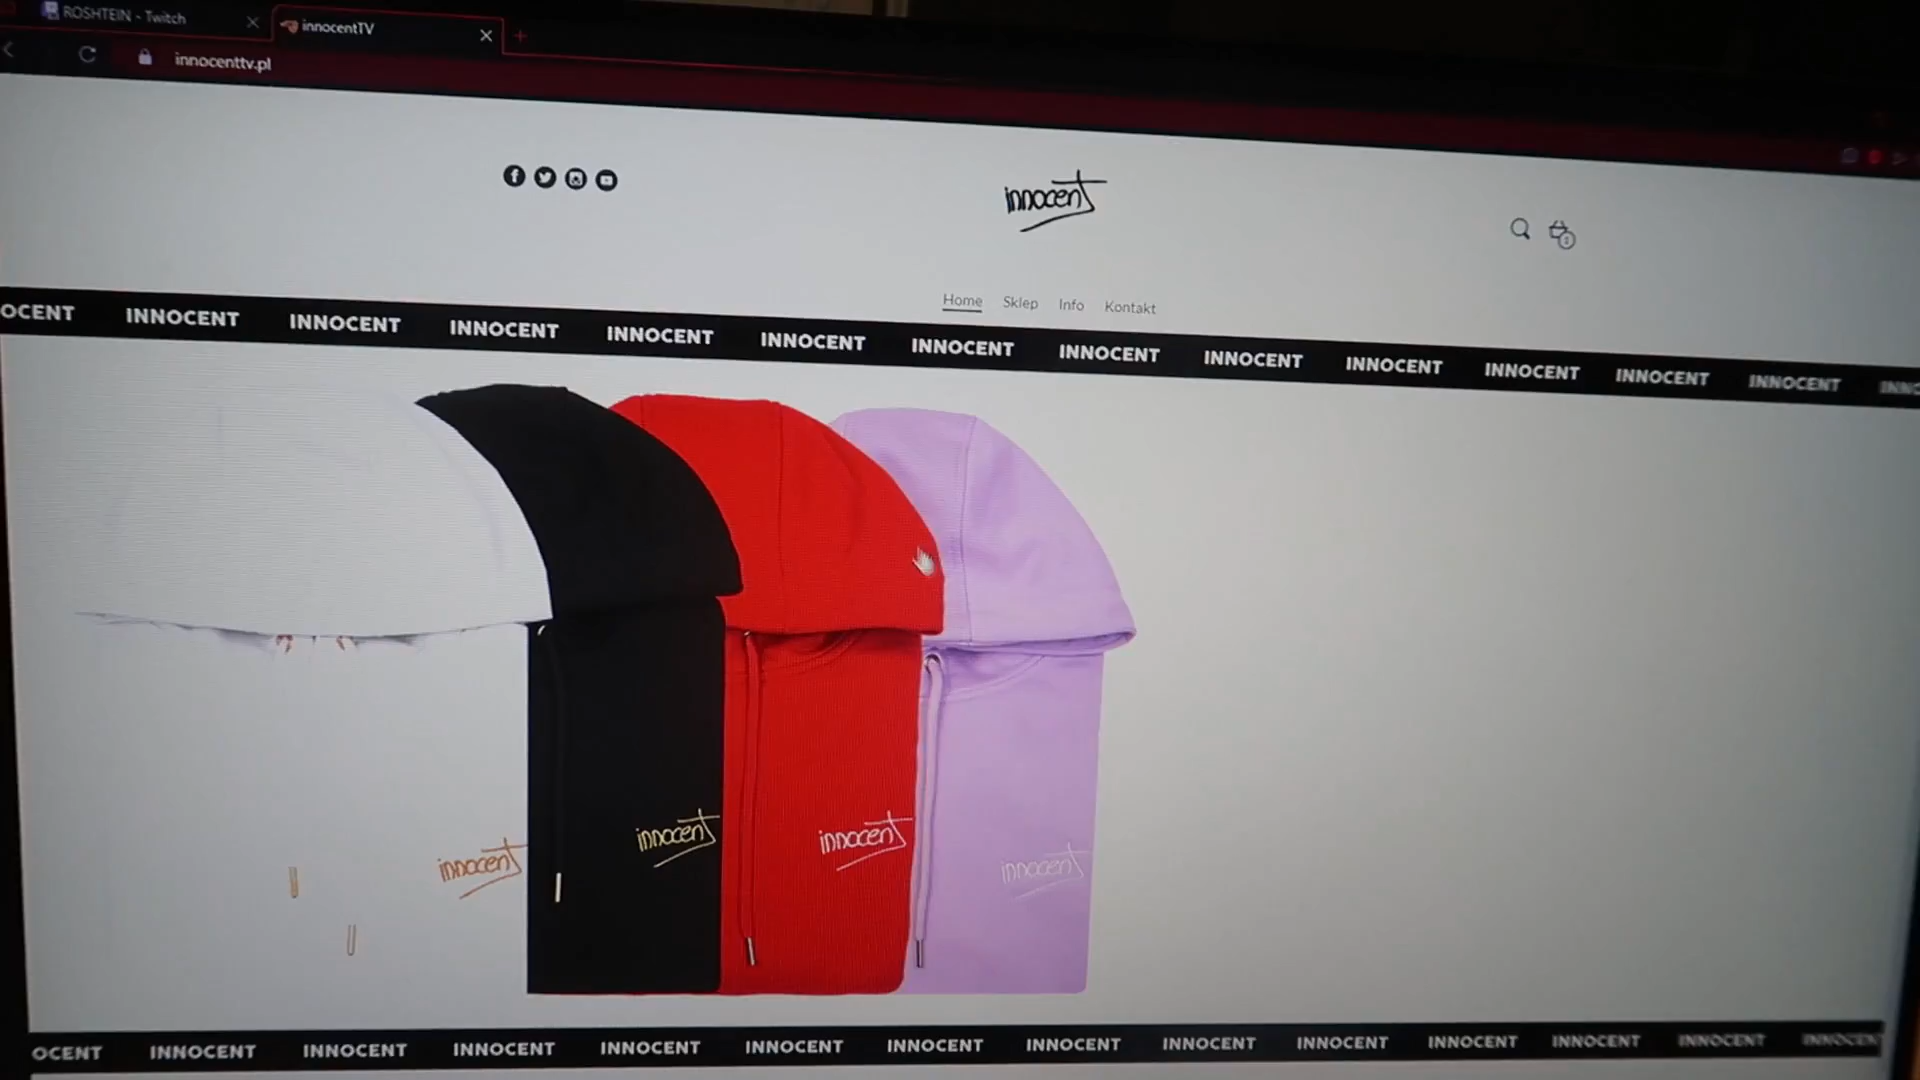 ROSHTEIN - Twitch
innocentTV
innocenttv.pl
innocent
Home Sklep Info Kontakt
OCENT INNOCENT INNOCENT INNOCENT INNOCENT INNOCENT INNOCENT INNOCENT INNOCENT INNOCENT INNOCENT INNOCENT INNOCENT INNOC
innocent
innocent
innocent
innocent
OCENT INNOCENT INNOCENT INNOCENT INNOCENT INNOCENT INNOCENT INNOCENT INNOCENT INNOCENT INNOCENT INNOCENT INNOCENT INNOCEN